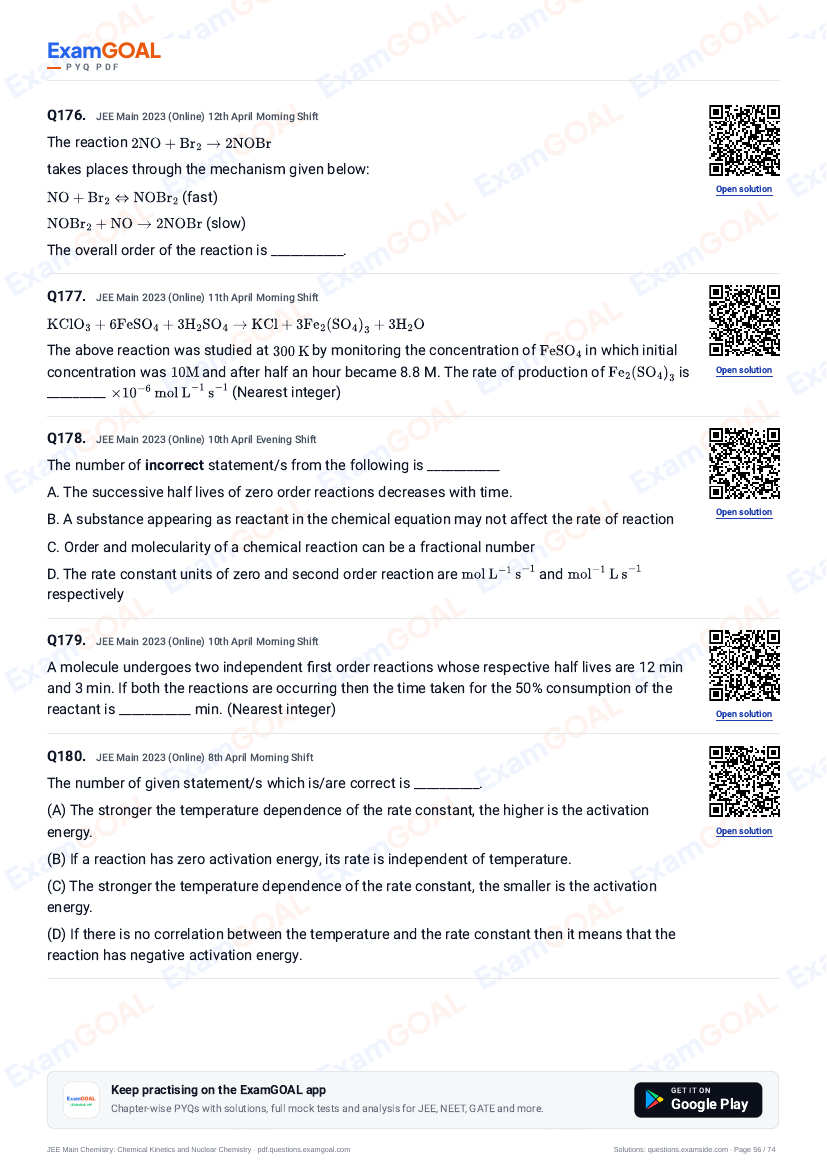 ExamGOAL
PYQ PDF
Q176. JEE Main 2023 (Online) 12th April Morning Shift
The reaction 2NO + Br₂ → 2NOBr
takes places through the mechanism given below:
NO + Br₂ ⇔ NOBr₂ (fast)
NOBr₂ + NO → 2NOBr (slow)
The overall order of the reaction is ___________.
Open solution
Q177. JEE Main 2023 (Online) 11th April Morning Shift
KClO₃ + 6FeSO₄ + 3H₂SO₄ → KCl + 3Fe₂(SO₄)₃ + 3H₂O
The above reaction was studied at 300 K by monitoring the concentration of FeSO₄ in which initial
concentration was 10M and after half an hour became 8.8 M. The rate of production of Fe₂(SO₄)₃ is
_________ ×10⁻⁶ mol L⁻¹ s⁻¹ (Nearest integer)
Open solution
Q178. JEE Main 2023 (Online) 10th April Evening Shift
The number of incorrect statement/s from the following is ___________
A. The successive half lives of zero order reactions decreases with time.
B. A substance appearing as reactant in the chemical equation may not affect the rate of reaction
C. Order and molecularity of a chemical reaction can be a fractional number
D. The rate constant units of zero and second order reaction are mol L⁻¹ s⁻¹ and mol⁻¹ L s⁻¹
respectively
Open solution
Q179. JEE Main 2023 (Online) 10th April Morning Shift
A molecule undergoes two independent first order reactions whose respective half lives are 12 min
and 3 min. If both the reactions are occurring then the time taken for the 50% consumption of the
reactant is ___________ min. (Nearest integer)
Open solution
Q180. JEE Main 2023 (Online) 8th April Morning Shift
The number of given statement/s which is/are correct is __________.
(A) The stronger the temperature dependence of the rate constant, the higher is the activation
energy.
(B) If a reaction has zero activation energy, its rate is independent of temperature.
(C) The stronger the temperature dependence of the rate constant, the smaller is the activation
energy.
(D) If there is no correlation between the temperature and the rate constant then it means that the
reaction has negative activation energy.
Open solution
ExamGOAL
Keep practising on the ExamGOAL app
Chapter-wise PYQs with solutions, full mock tests and analysis for JEE, NEET, GATE and more.
GET IT ON
Google Play
JEE Main Chemistry: Chemical Kinetics and Nuclear Chemistry · pdf.questions.examgoal.com
Solutions: questions.examside.com · Page 56 / 74